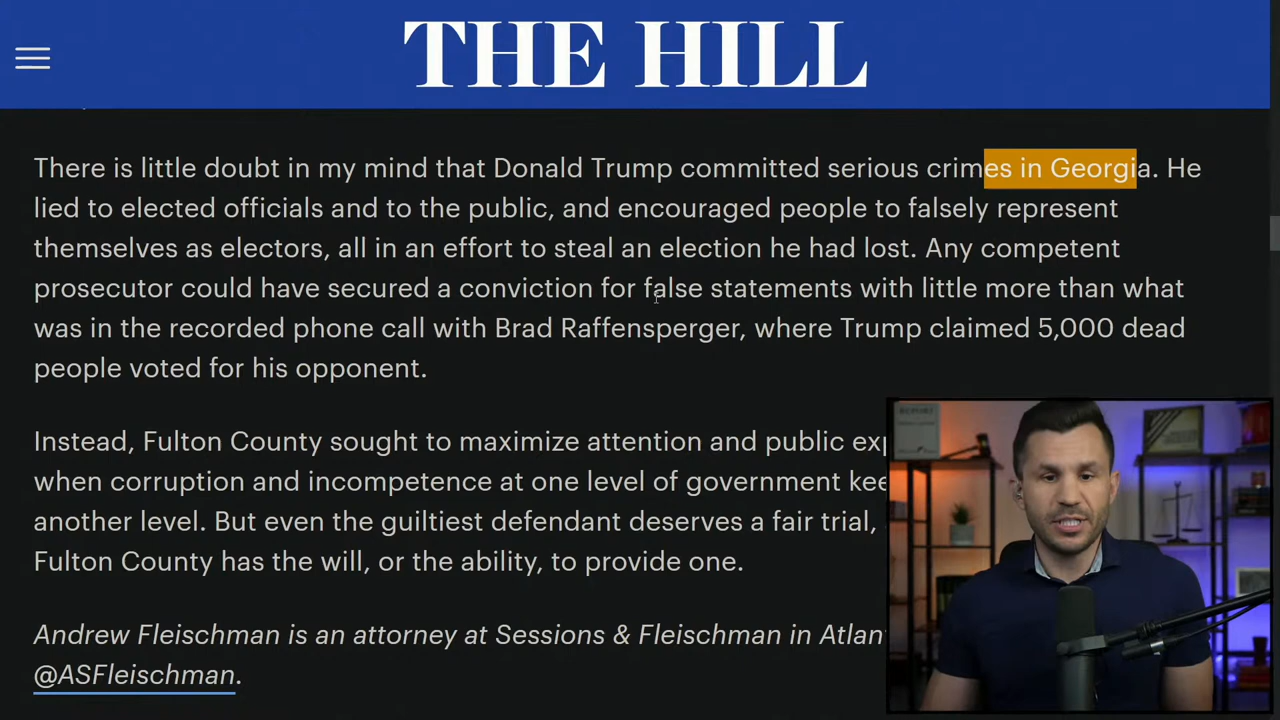 THE HILL
There is little doubt in my mind that Donald Trump committed serious crimes in Georgia. He
lied to elected officials and to the public, and encouraged people to falsely represent
themselves as electors, all in an effort to steal an election he had lost. Any competent
prosecutor could have secured a conviction for false statements with little more than what
was in the recorded phone call with Brad Raffensperger, where Trump claimed 5,000 dead
people voted for his opponent.
Instead, Fulton County sought to maximize attention and public
when corruption and incompetence at one level of government
another level. But even the guiltiest defendant deserves a fair trial,
Fulton County has the will, or the ability, to provide one.
Andrew Fleischman is an attorney at Sessions & Fleischman in
@ASFleischman.